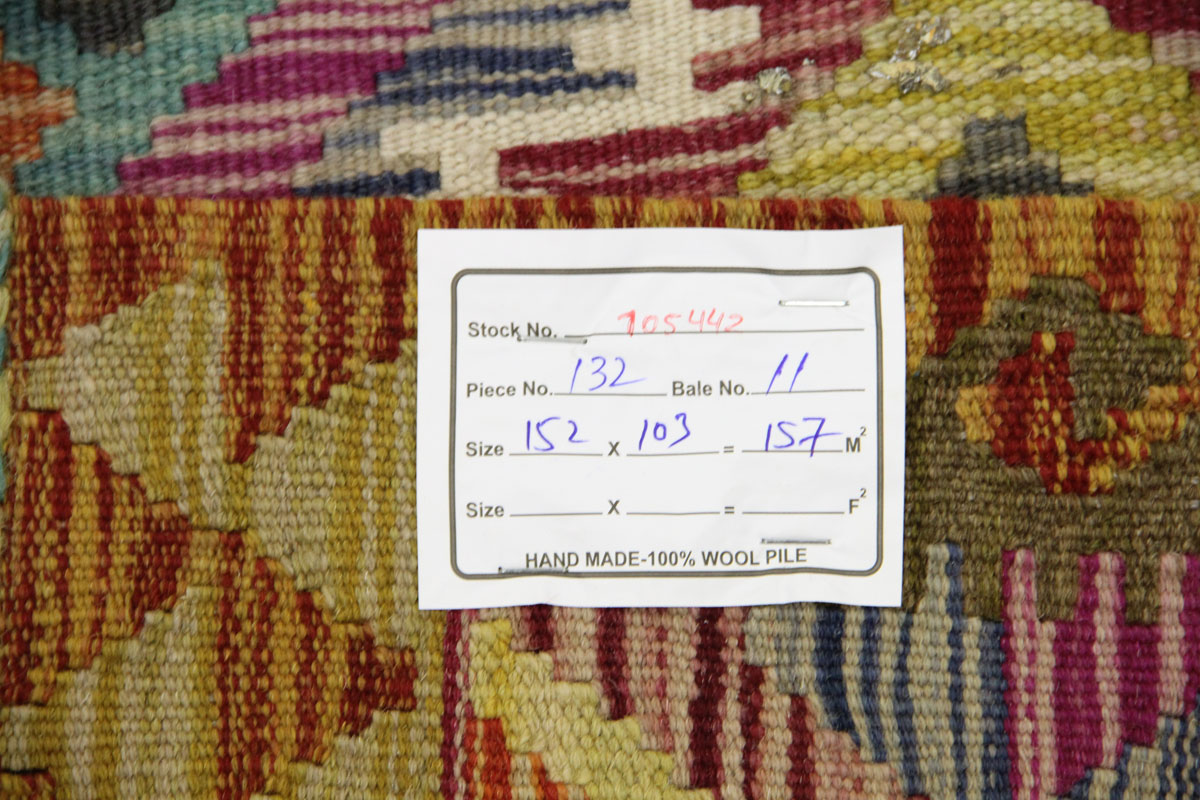 Stock No. 105442
Piece No. 132 Bale No. 11
Size 152 X 103 = 157 M²
Size X = F²
HAND MADE-100% WOOL PILE